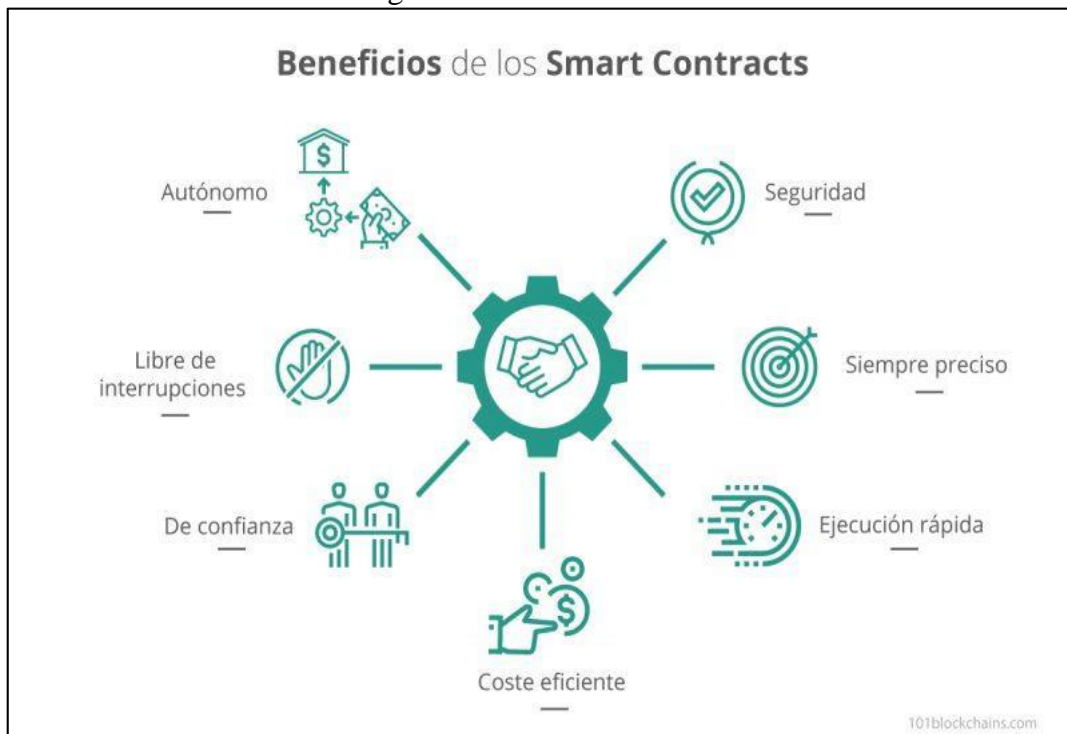 Beneficios de los Smart Contracts
Autónomo
Seguridad
Libre de
interrupciones
Siempre preciso
De confianza
Ejecución rápida
Coste eficiente
101blockchains.com